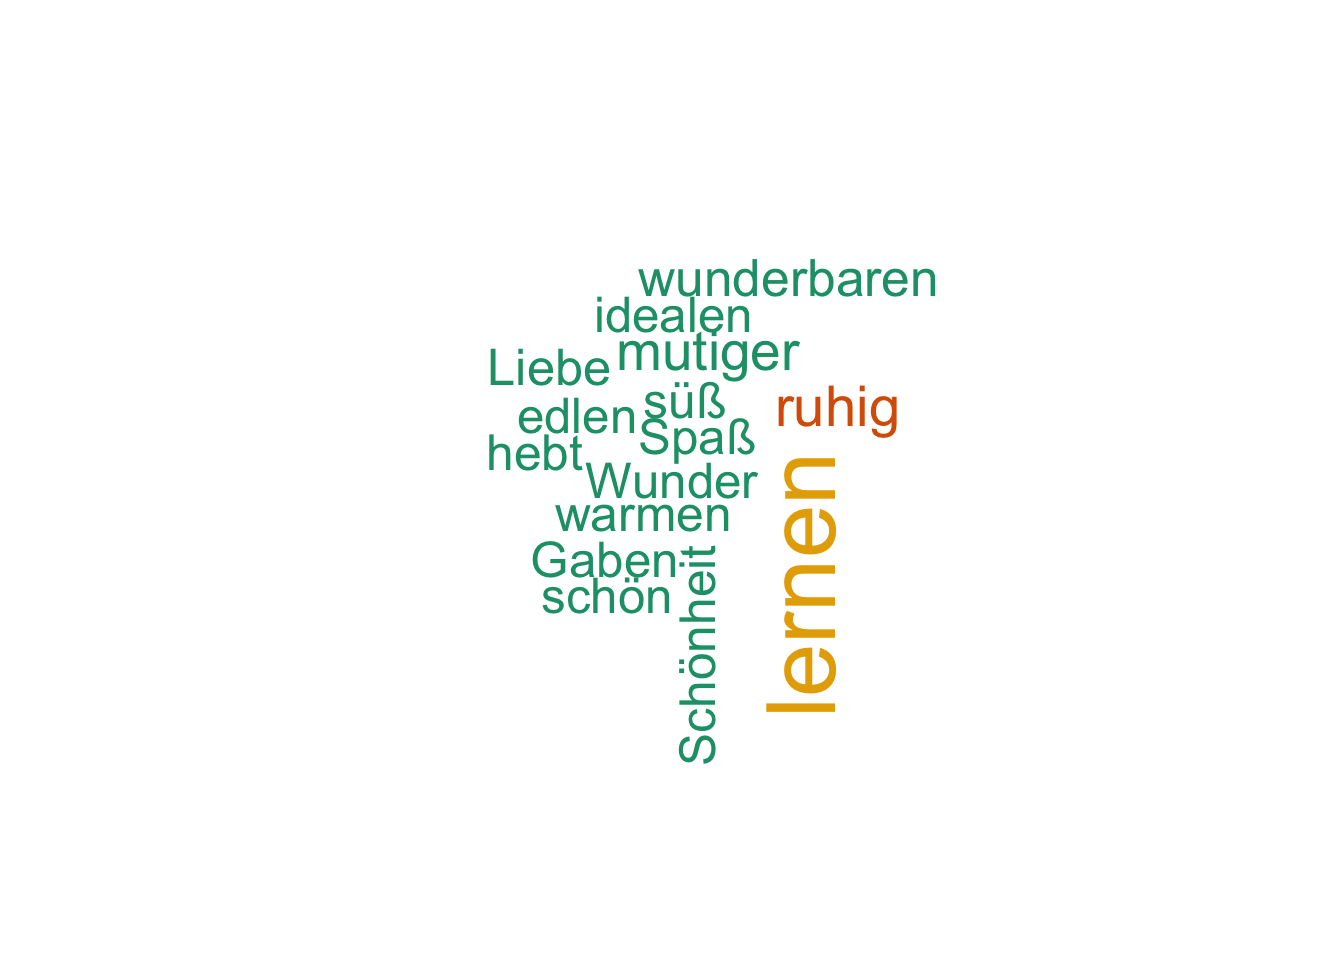 wunderbaren
idealen
mutiger
Liebe
süß
ruhig
edlen
Spaß
hebt
Wunder
warmen
Gaben
schön
Schönheit
lernen